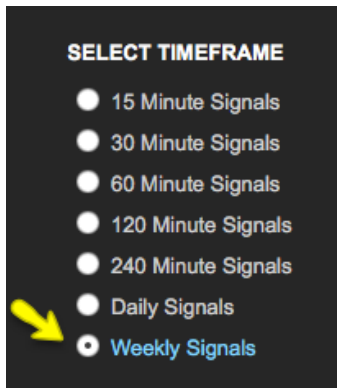 SELECT TIMEFRAME
15 Minute Signals
30 Minute Signals
60 Minute Signals
120 Minute Signals
240 Minute Signals
Daily Signals
Weekly Signals